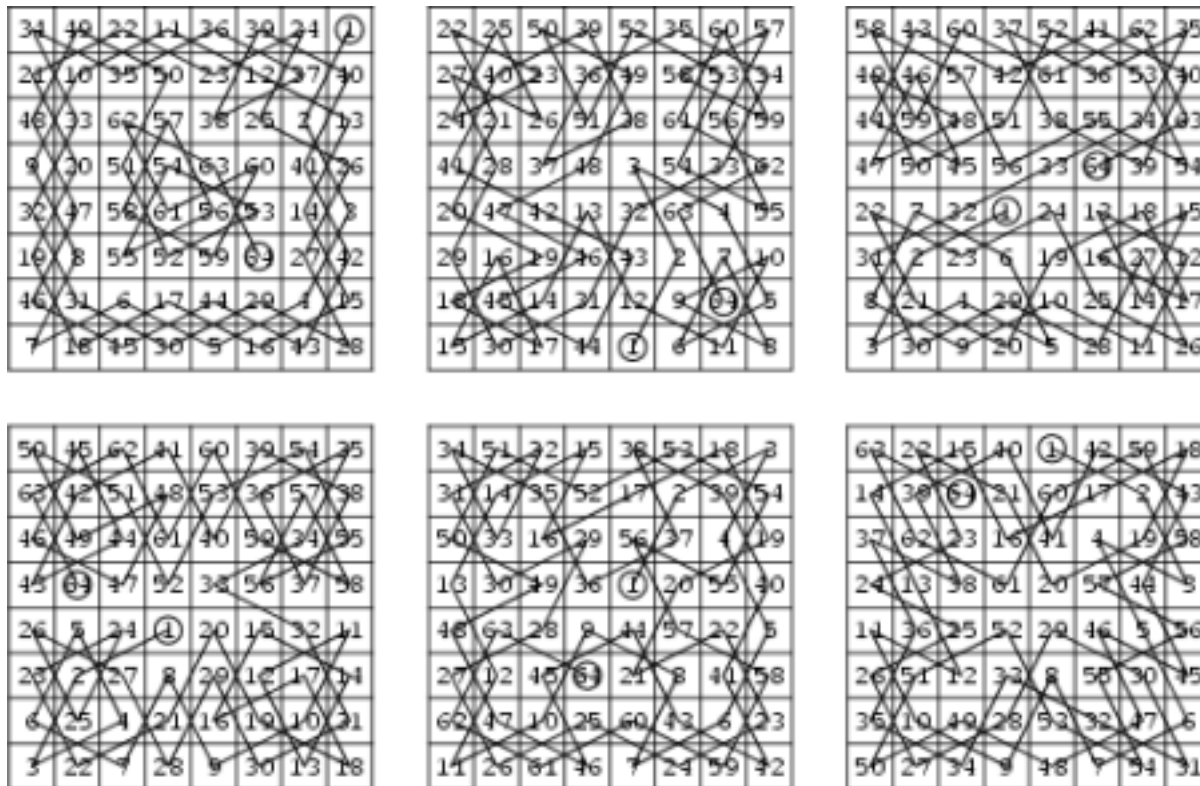 34 49 22 11 36 39 24 1
21 10 35 50 23 12 37 40
48 33 62 57 38 25 2 13
9 20 51 54 63 60 41 26
32 47 58 61 56 53 14 3
19 8 55 52 59 64 27 42
46 31 6 17 44 29 4 15
7 18 45 30 5 16 43 28
22 25 50 39 52 35 60 57
27 40 23 36 49 58 53 34
24 21 26 51 38 61 56 59
41 28 37 48 3 54 33 62
20 47 42 13 32 63 4 55
29 16 19 46 43 2 7 10
18 45 14 31 12 9 64 5
15 30 17 44 1 6 11 8
58 43 60 37 52 41 62 35
49 46 57 42 61 36 53 40
44 59 48 51 38 55 34 63
47 50 45 56 33 64 39 54
22 7 32 1 24 13 18 15
31 2 23 6 19 16 27 12
8 21 4 29 10 25 14 17
3 30 9 20 5 28 11 26
50 45 62 41 60 39 54 35
63 42 51 48 53 36 57 38
46 49 44 61 40 59 34 55
43 64 47 52 33 56 37 58
26 5 24 1 20 15 32 11
23 2 27 8 29 12 17 14
6 25 4 21 16 19 10 31
3 22 7 28 9 30 13 18
34 51 32 15 38 53 18 3
31 14 35 52 17 2 39 54
50 33 16 29 56 37 4 19
13 30 49 36 1 20 55 40
48 63 28 9 44 57 22 5
27 12 45 64 21 8 41 58
62 47 10 25 60 43 6 23
11 26 61 46 7 24 59 42
63 22 15 40 1 42 59 18
14 39 64 21 60 17 2 43
37 62 23 16 41 4 19 58
24 13 38 61 20 57 44 3
11 36 25 52 29 46 5 56
26 51 12 33 8 55 30 45
35 10 49 28 53 32 47 6
50 27 34 9 48 7 54 31